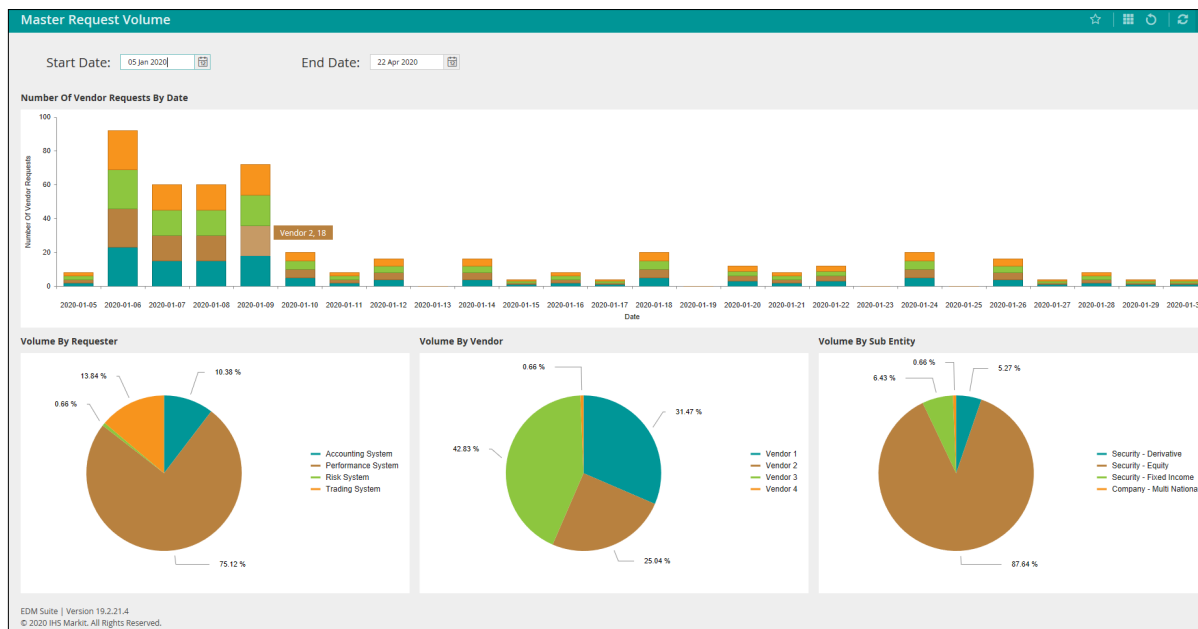 Master Request Volume
Start Date: 05 Jan 2020
End Date: 22 Apr 2020
Number Of Vendor Requests By Date
100
80
60
40
20
0
Number Of Vendor Requests
Vendor 2, 18
2020-01-05 2020-01-06 2020-01-07 2020-01-08 2020-01-09 2020-01-10 2020-01-11 2020-01-12 2020-01-13 2020-01-14 2020-01-15 2020-01-16 2020-01-17 2020-01-18 2020-01-19 2020-01-20 2020-01-21 2020-01-22 2020-01-23 2020-01-24 2020-01-25 2020-01-26 2020-01-27 2020-01-28 2020-01-29 2020-01-3
Date
Volume By Requester
13.84 %
10.38 %
0.66 %
75.12 %
Accounting System
Performance System
Risk System
Trading System
Volume By Vendor
0.66 %
31.47 %
42.83 %
25.04 %
Vendor 1
Vendor 2
Vendor 3
Vendor 4
Volume By Sub Entity
0.66 %
5.27 %
6.43 %
87.64 %
Security - Derivative
Security - Equity
Security - Fixed Income
Company - Multi Nationa
EDM Suite | Version 19.2.21.4
© 2020 IHS Markit. All Rights Reserved.